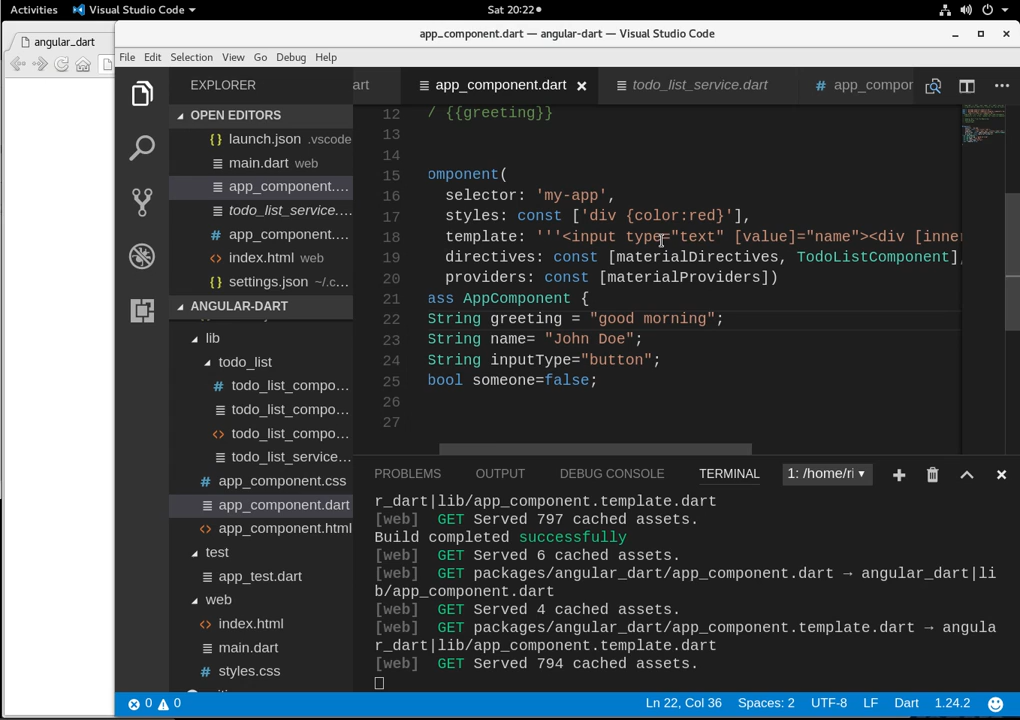 Activities Visual Studio Code Sat 20:22
app_component.dart — angular-dart — Visual Studio Code
angular_dart
File Edit Selection View Go Debug Help
EXPLORER
art app_component.dart todo_list_service.dart app_compor
OPEN EDITORS
launch.json .vscode
main.dart web
app_component....
todo_list_service....
app_component....
index.html web
settings.json ~/.c...
ANGULAR-DART
lib
todo_list
todo_list_compo...
todo_list_compo...
todo_list_compo...
todo_list_service...
app_component.css
app_component.dart
app_component.html
test
app_test.dart
web
index.html
main.dart
styles.css
12 / {{greeting}}
13
14
15 omponent(
16 selector: 'my-app',
17 styles: const ['div {color:red}'],
18 template: '''<input type="text" [value]="name"><div [inner
19 directives: const [materialDirectives, TodoListComponent],
20 providers: const [materialProviders])
21 ass AppComponent {
22 String greeting = "good morning";
23 String name= "John Doe";
24 String inputType="button";
25 bool someone=false;
26
27
PROBLEMS OUTPUT DEBUG CONSOLE TERMINAL 1: /home/ri
r_dart|lib/app_component.template.dart
[web] GET Served 797 cached assets.
Build completed successfully
[web] GET Served 6 cached assets.
[web] GET packages/angular_dart/app_component.dart → angular_dart|li
b/app_component.dart
[web] GET Served 4 cached assets.
[web] GET packages/angular_dart/app_component.template.dart → angula
r_dart|lib/app_component.template.dart
[web] GET Served 794 cached assets.
0 0 Ln 22, Col 36 Spaces: 2 UTF-8 LF Dart 1.24.2